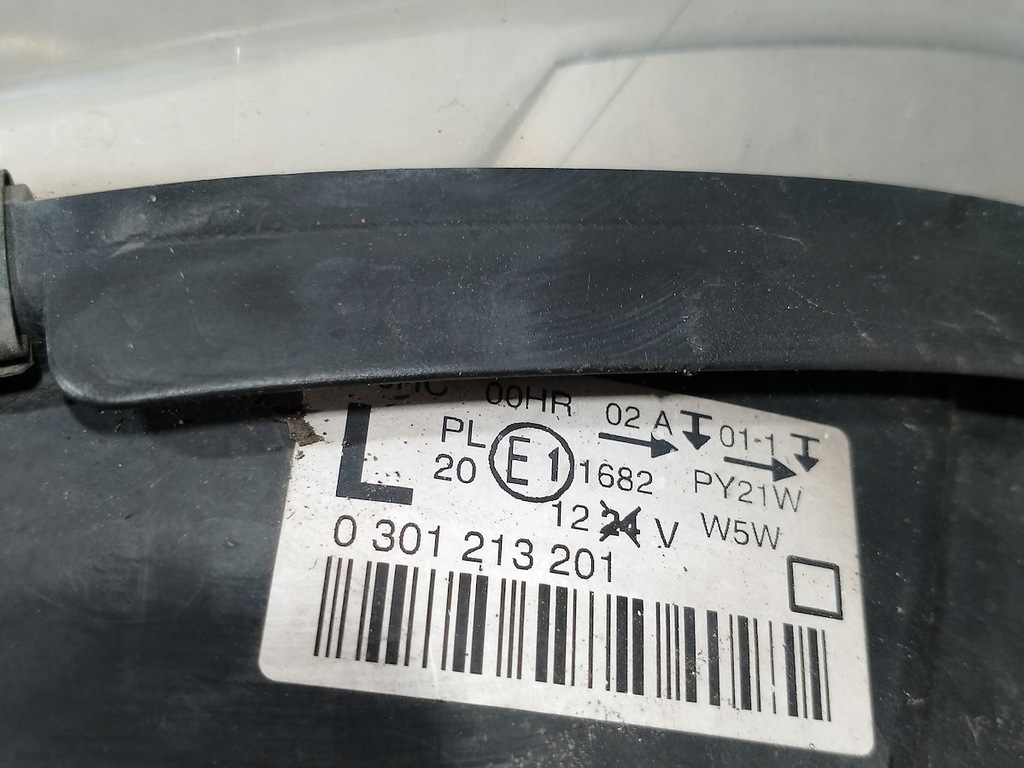 00HR 02 A 01-1
L PL E1 1682 PY21W
20
12 24 V W5W
0 301 213 201